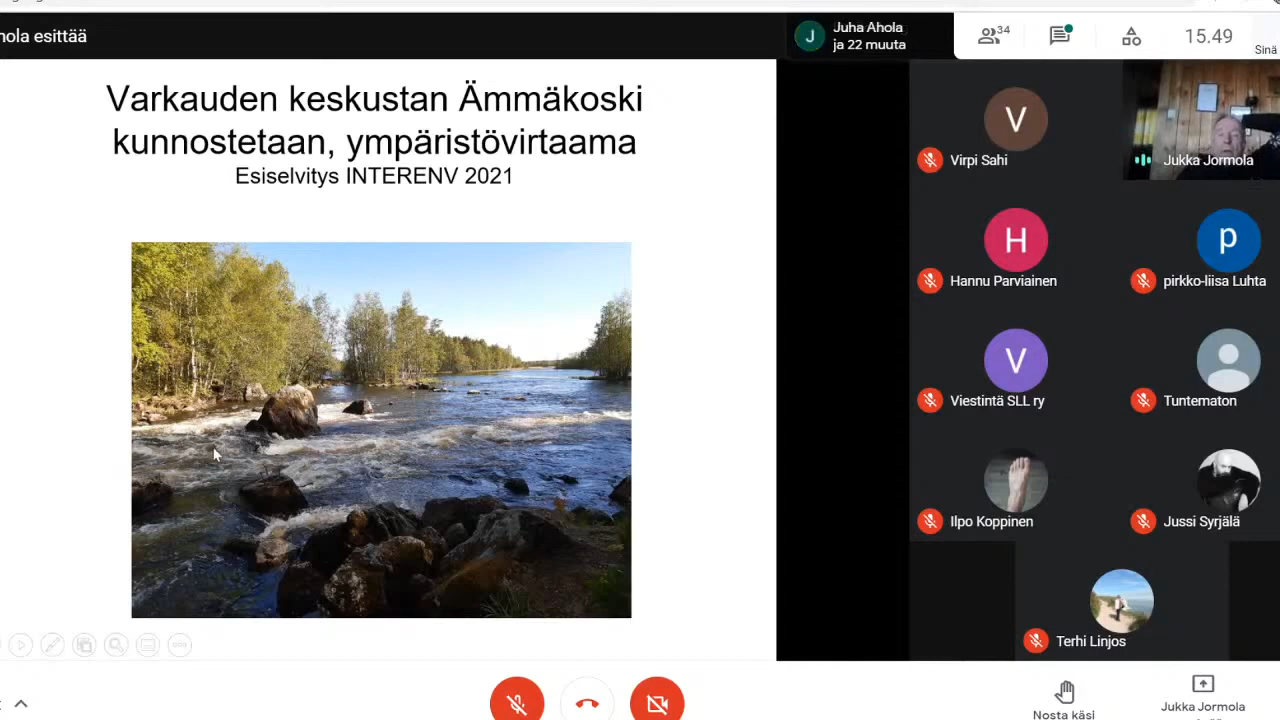 nola esittää
J
Juha Ahola
ja 22 muuta
34
15.49
Sinä
Varkauden keskustan Ämmäkoski
kunnostetaan, ympäristövirtaama
Esiselvitys INTERENV 2021
V
Virpi Sahi
Jukka Jormola
H
Hannu Parviainen
p
pirkko-liisa Luhta
V
Viestintä SLL ry
Tuntematon
Ilpo Koppinen
Jussi Syrjälä
Terhi Linjos
Nosta käsi
Jukka Jormola